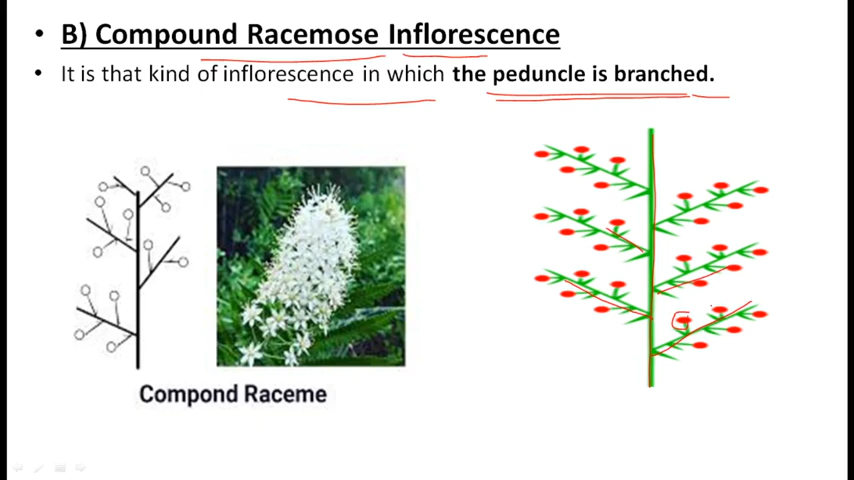 • B) Compound Racemose Inflorescence
• It is that kind of inflorescence in which the peduncle is branched.
Compond Raceme